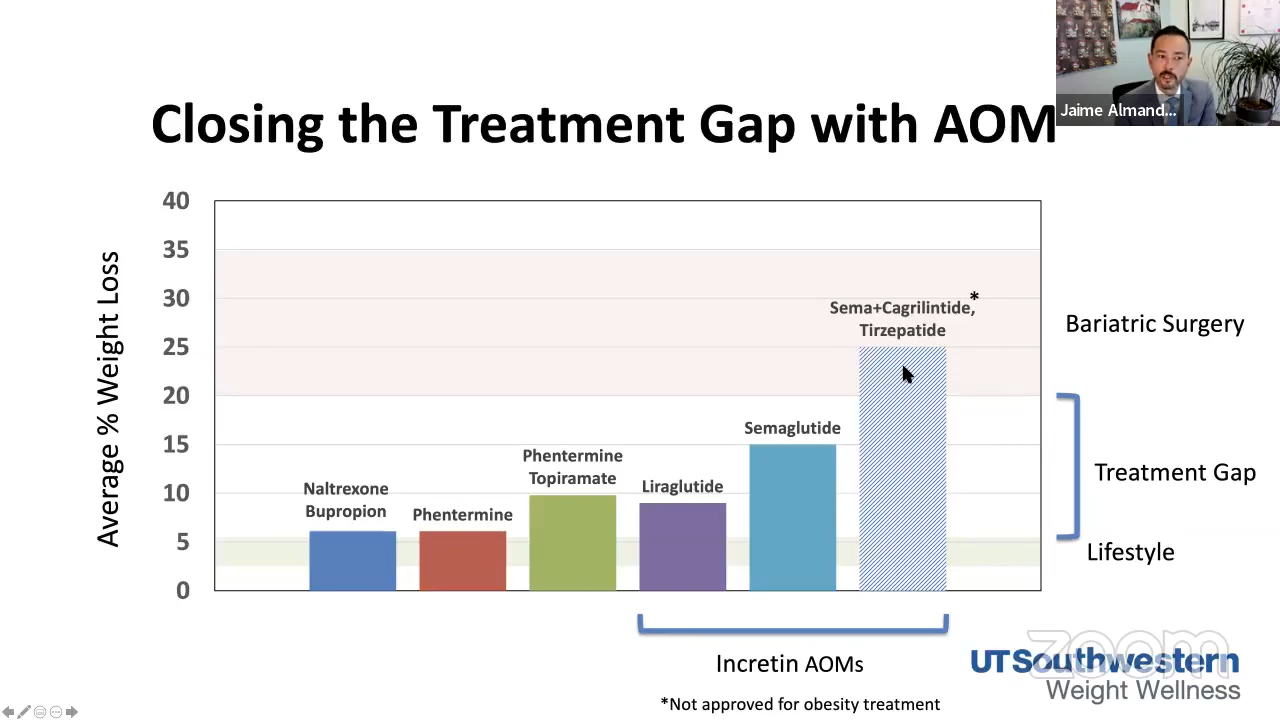 Jaime Almand...
Closing the Treatment Gap with AOM
Average % Weight Loss
40
35
30
25
20
15
10
5
0
Naltrexone
Bupropion
Phentermine
Phentermine
Topiramate
Liraglutide
Semaglutide
Sema+Cagrilintide,*
Tirzepatide
Bariatric Surgery
Treatment Gap
Lifestyle
Incretin AOMs
*Not approved for obesity treatment
zoom
UT Southwestern
Weight Wellness